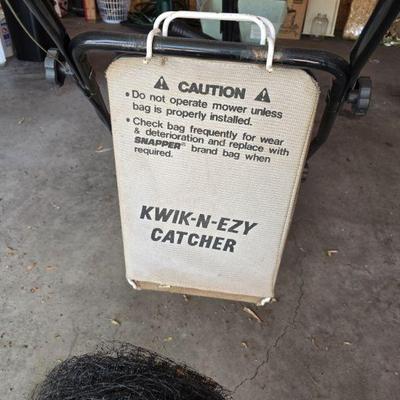 ⚠ CAUTION ⚠
• Do not operate mower unless
bag is properly installed.
• Check bag frequently for wear
& deterioration and replace with
SNAPPER® brand bag when
required.
KWIK-N-EZY
CATCHER